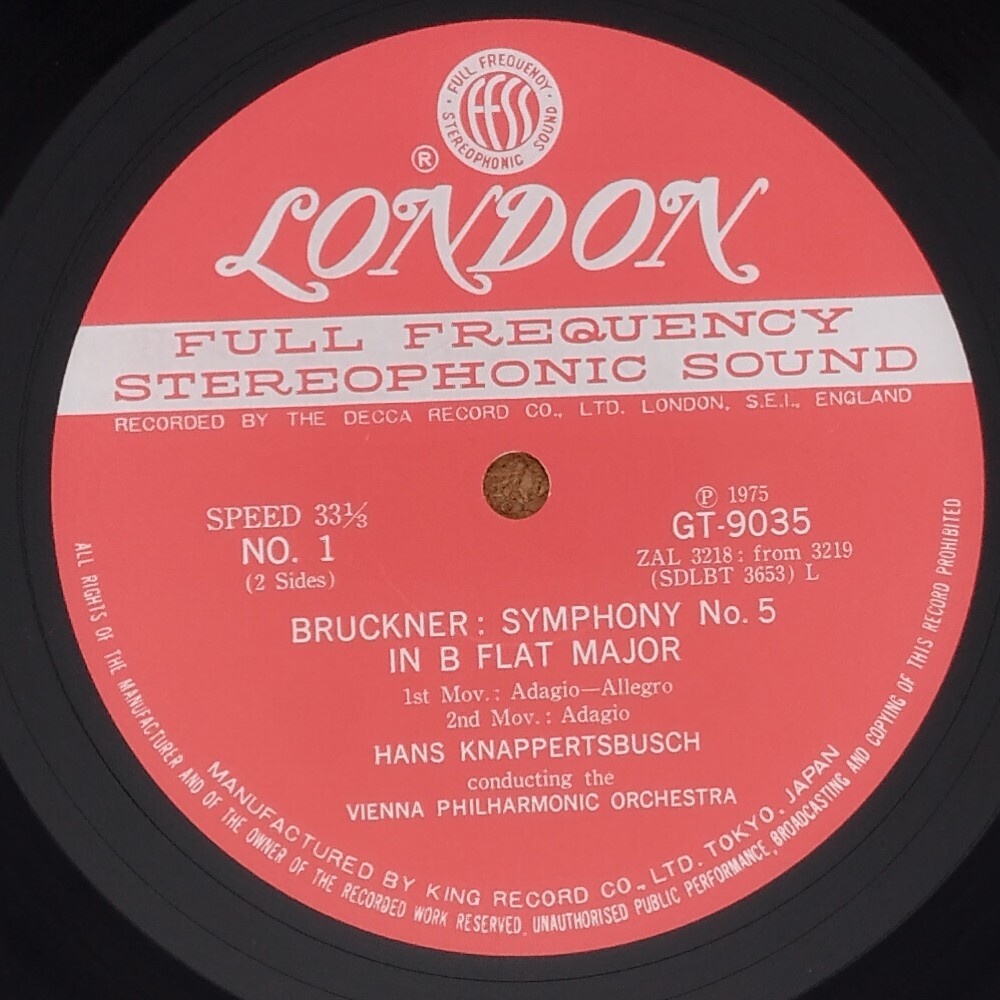 FULL FREQUENCY
ffss
STEREOPHONIC SOUND
®
LONDON
FULL FREQUENCY
STEREOPHONIC SOUND
RECORDED BY THE DECCA RECORD CO., LTD. LONDON, S.E.I., ENGLAND
SPEED 33⅓
NO. 1
(2 Sides)
℗ 1975
GT-9035
ZAL 3218: from 3219
(SDLBT 3653) L
BRUCKNER: SYMPHONY No. 5
IN B FLAT MAJOR
1st Mov.: Adagio—Allegro
2nd Mov.: Adagio
HANS KNAPPERTSBUSCH
conducting the
VIENNA PHILHARMONIC ORCHESTRA
MANUFACTURED BY KING RECORD CO., LTD. TOKYO, JAPAN
ALL RIGHTS OF THE MANUFACTURER AND OF THE OWNER OF THE RECORDED WORK RESERVED, UNAUTHORISED PUBLIC PERFORMANCE, BROADCASTING AND COPYING OF THIS RECORD PROHIBITED